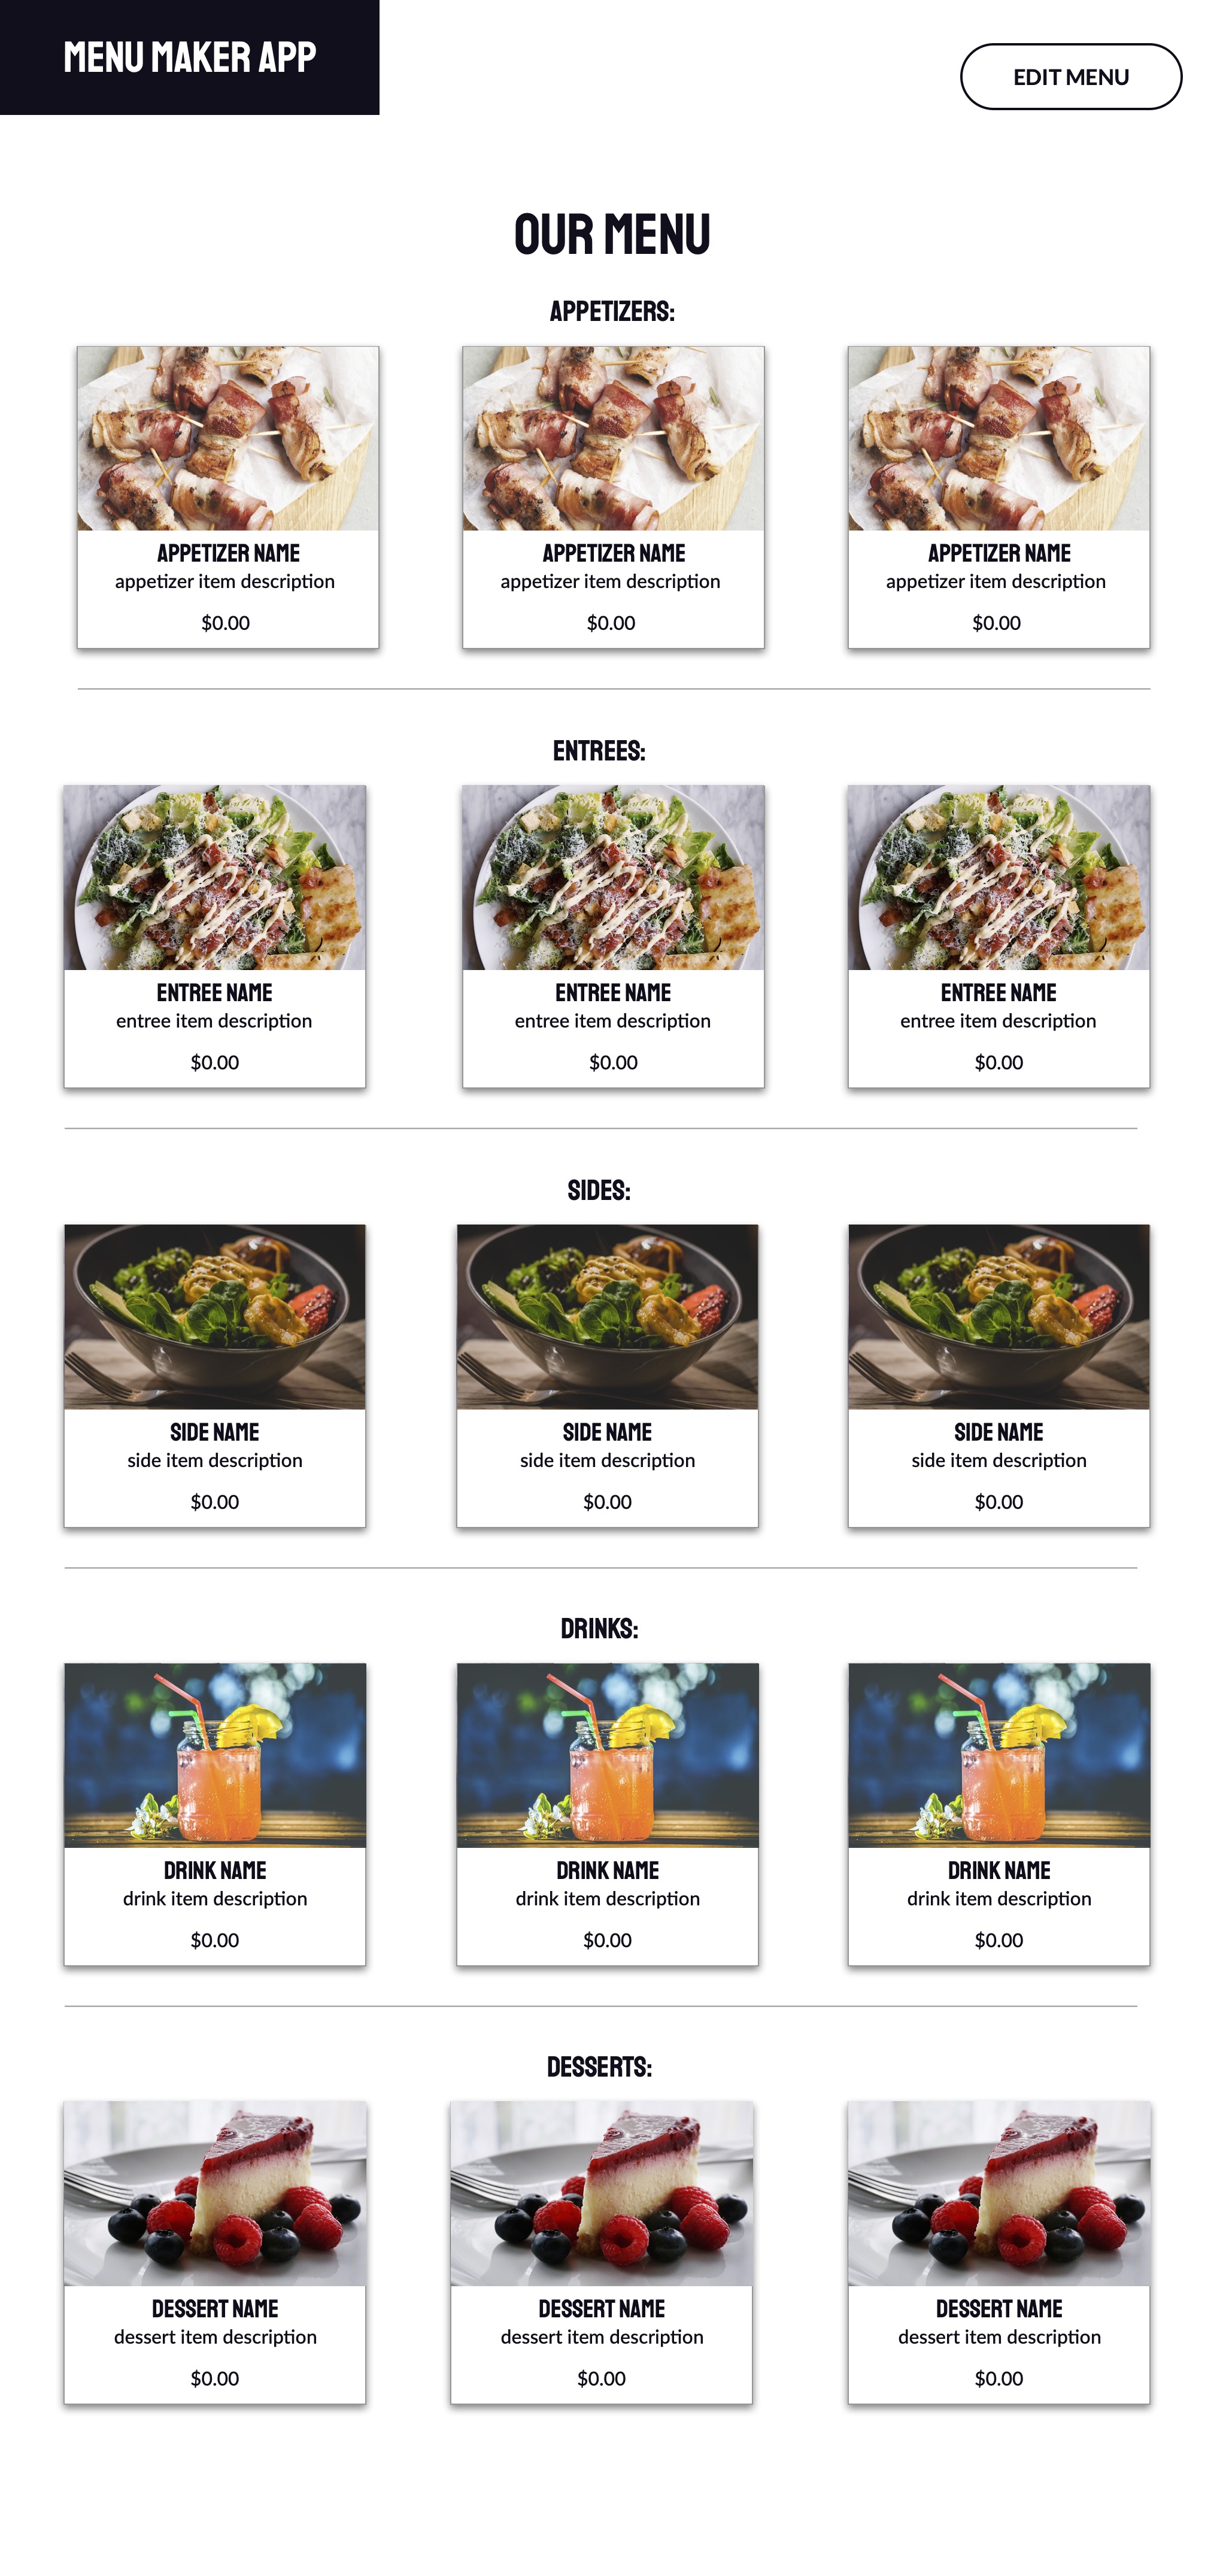 MENU MAKER APP
EDIT MENU
OUR MENU
APPETIZERS:
APPETIZER NAME
appetizer item description
$0.00
APPETIZER NAME
appetizer item description
$0.00
APPETIZER NAME
appetizer item description
$0.00
ENTREES:
ENTREE NAME
entree item description
$0.00
ENTREE NAME
entree item description
$0.00
ENTREE NAME
entree item description
$0.00
SIDES:
SIDE NAME
side item description
$0.00
SIDE NAME
side item description
$0.00
SIDE NAME
side item description
$0.00
DRINKS:
DRINK NAME
drink item description
$0.00
DRINK NAME
drink item description
$0.00
DRINK NAME
drink item description
$0.00
DESSERTS:
DESSERT NAME
dessert item description
$0.00
DESSERT NAME
dessert item description
$0.00
DESSERT NAME
dessert item description
$0.00